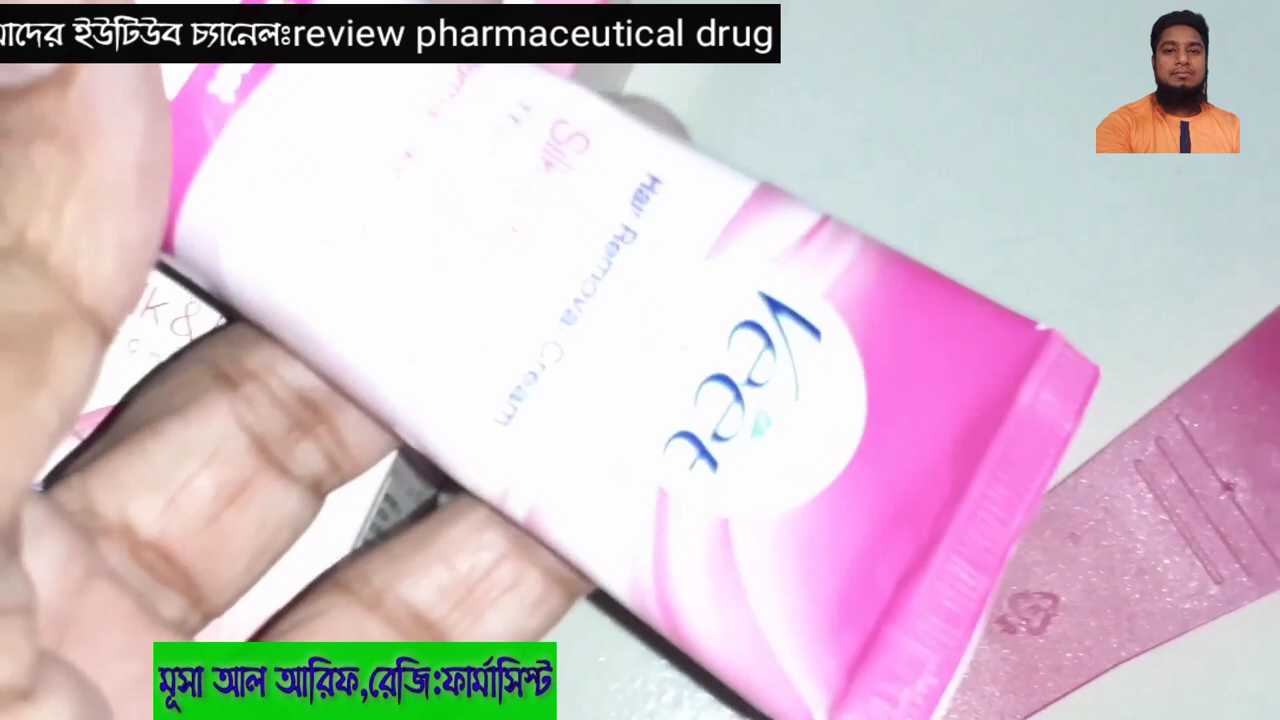 মাদের ইউটিউব চ্যানেলঃreview pharmaceutical drug
Silk
Hair Removal Cream
Veet
K &
মূসা আল আরিফ,রেজি:ফার্মাসিস্ট